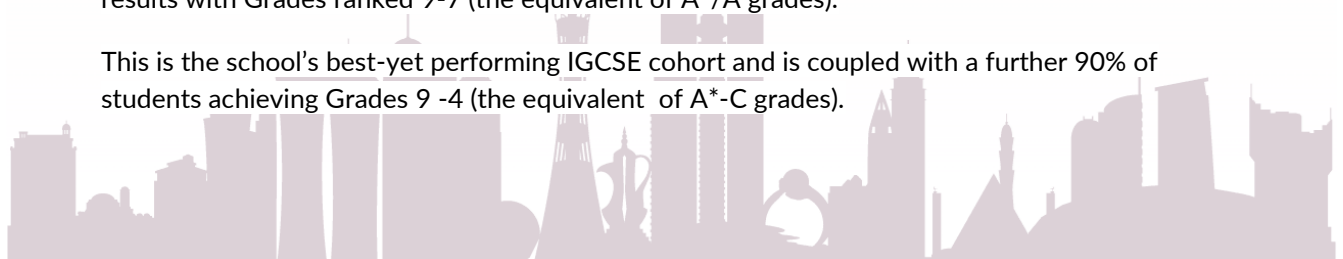 results with Grades ranked 9-7 (the equivalent of A*/A grades).
This is the school’s best-yet performing IGCSE cohort and is coupled with a further 90% of
students achieving Grades 9 -4 (the equivalent  of A*-C grades).